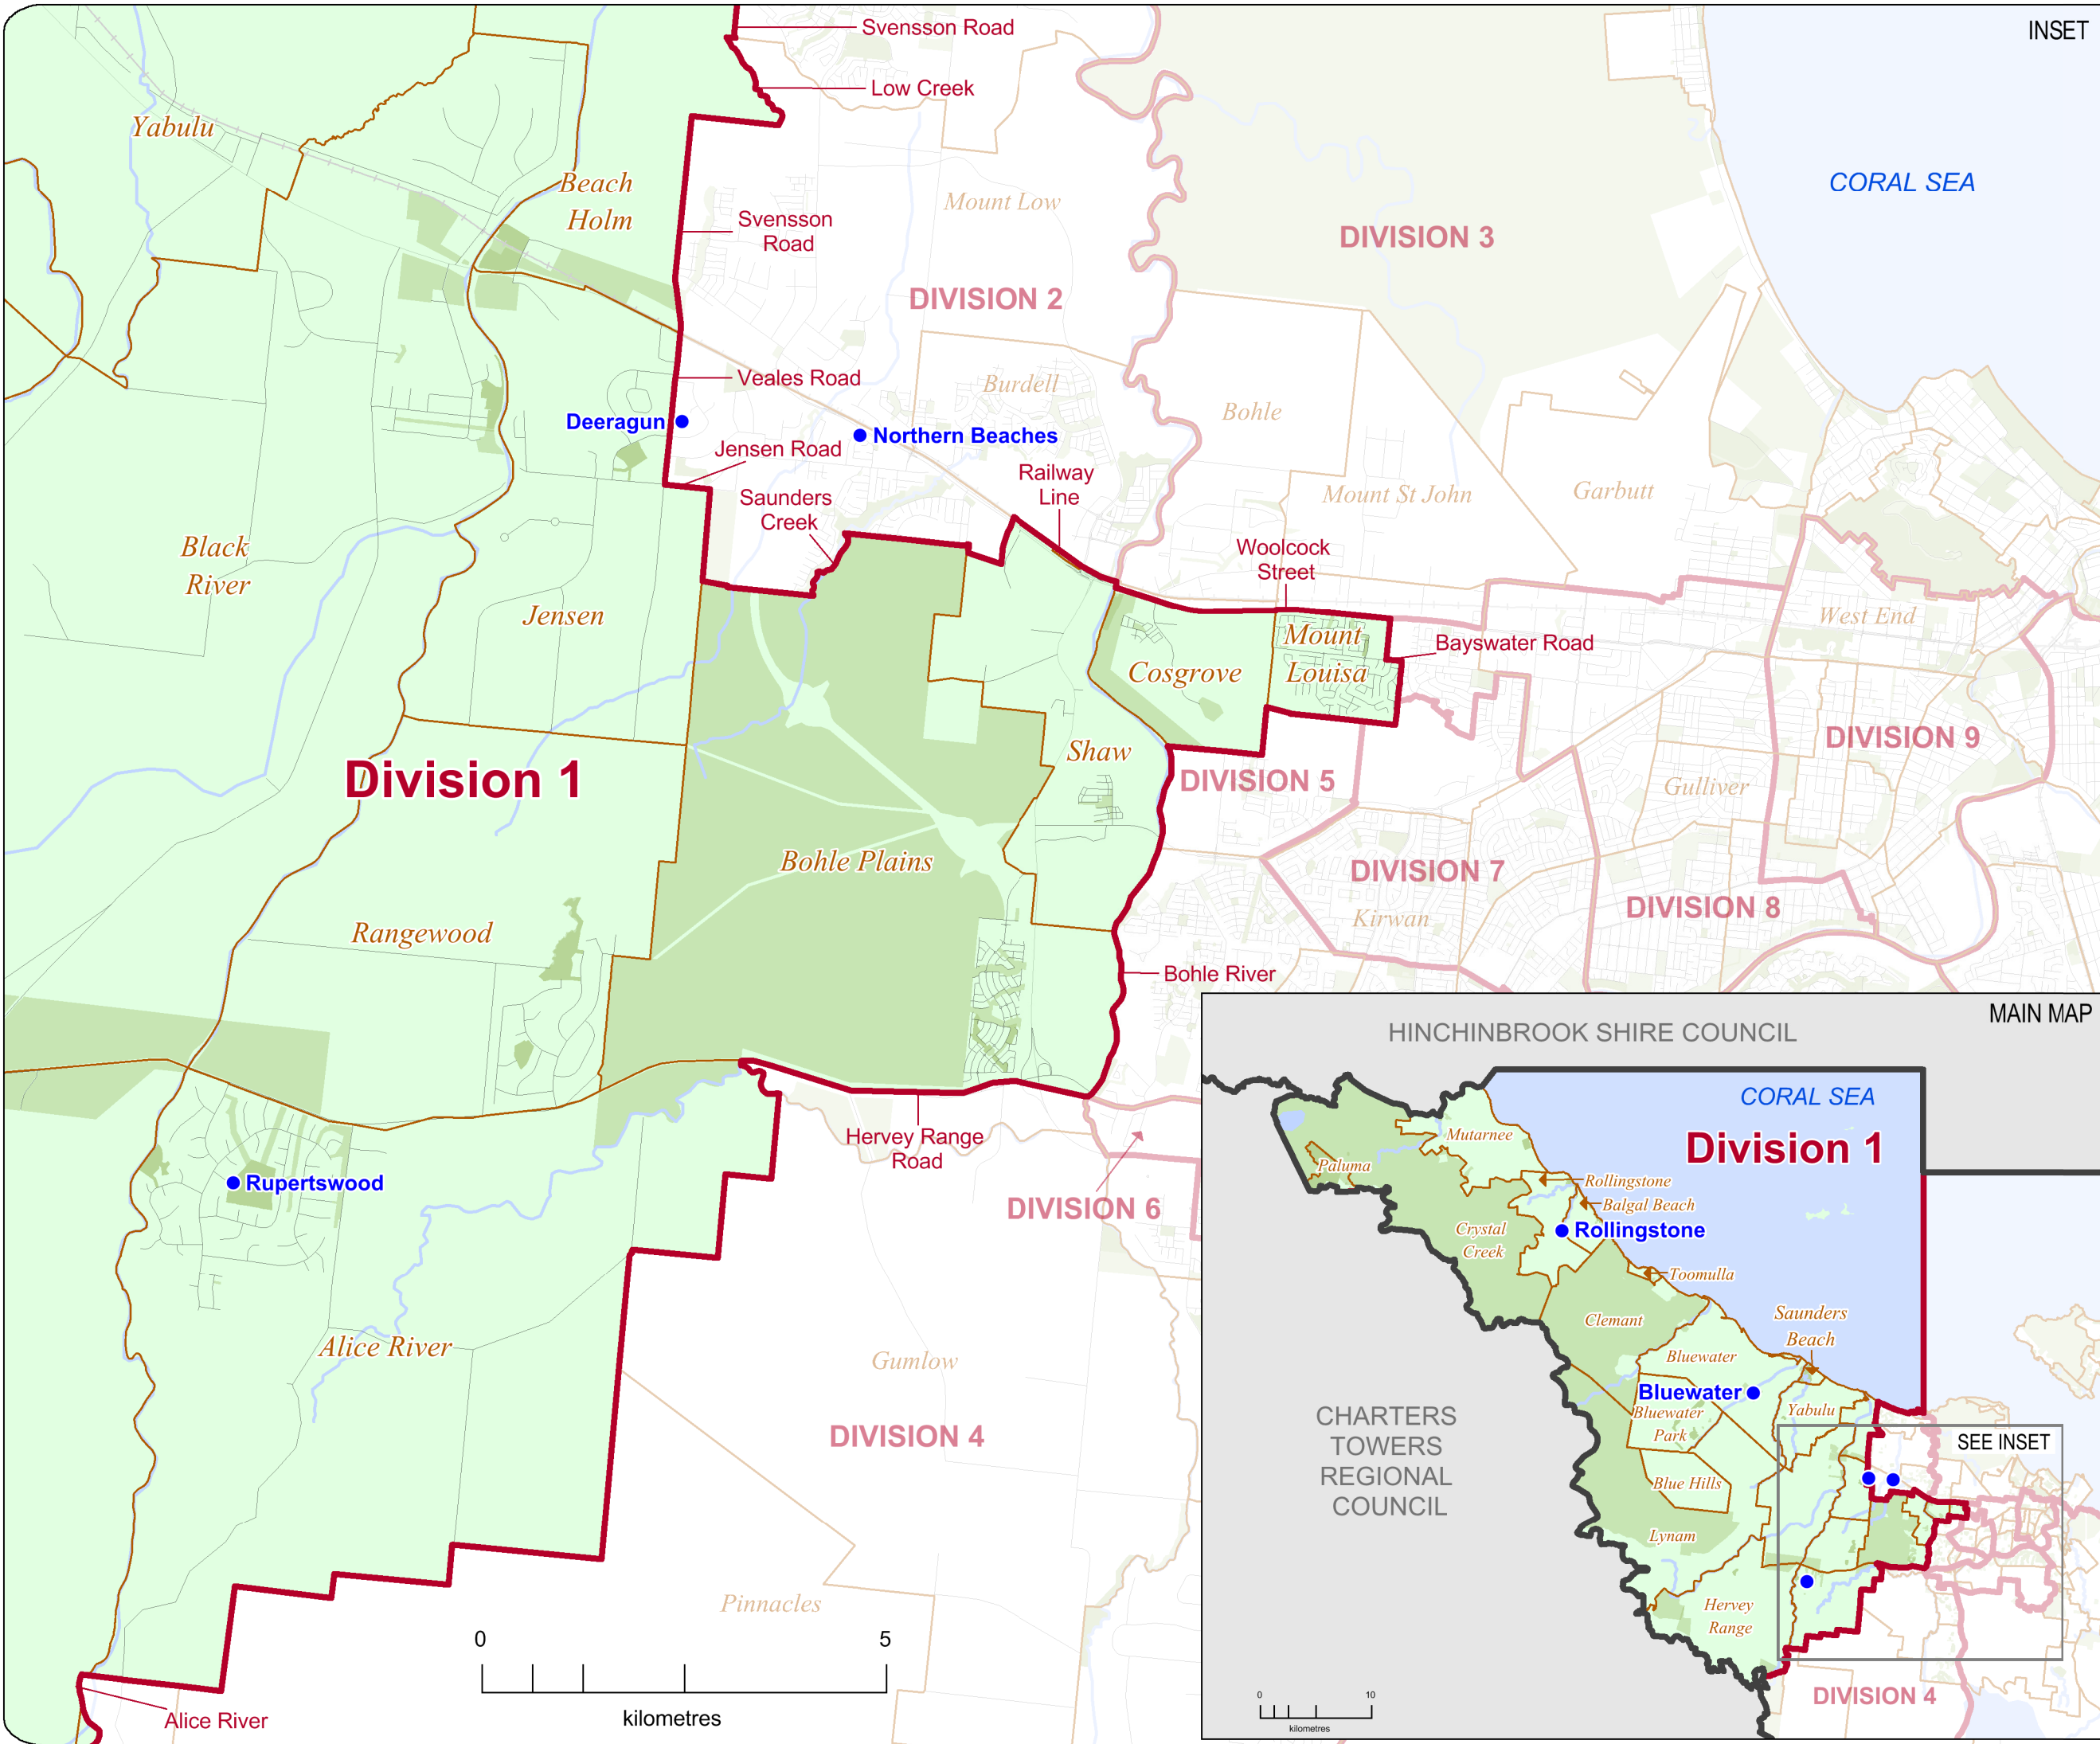 Svensson Road
INSET
Low Creek
Yabulu
Beach
Holm
CORAL SEA
Mount Low
Svensson
Road
DIVISION 3
DIVISION 2
Veales Road
Burdell
Bohle
Deeragun
Northern Beaches
Jensen Road
Railway
Line
Saunders
Creek
Mount St John
Garbutt
Black
River
Woolcock
Street
Jensen
West End
Mount
Louisa
Bayswater Road
Cosgrove
Shaw
DIVISION 9
Division 1
DIVISION 5
Gulliver
Bohle Plains
DIVISION 7
DIVISION 8
Kirwan
Rangewood
Bohle River
Hervey Range
Road
Rupertswood
DIVISION 6
Alice River
Gumlow
DIVISION 4
Pinnacles
0
5
kilometres
Alice River
MAIN MAP
HINCHINBROOK SHIRE COUNCIL
CORAL SEA
Division 1
Mutarnee
Paluma
Rollingstone
Balgal Beach
Crystal
Creek
Rollingstone
Toomulla
Clemant
Saunders
Beach
Bluewater
Bluewater
Bluewater
Park
Yabulu
CHARTERS
TOWERS
REGIONAL
COUNCIL
SEE INSET
Blue Hills
Lynam
Hervey
Range
DIVISION 4
0
10
kilometres